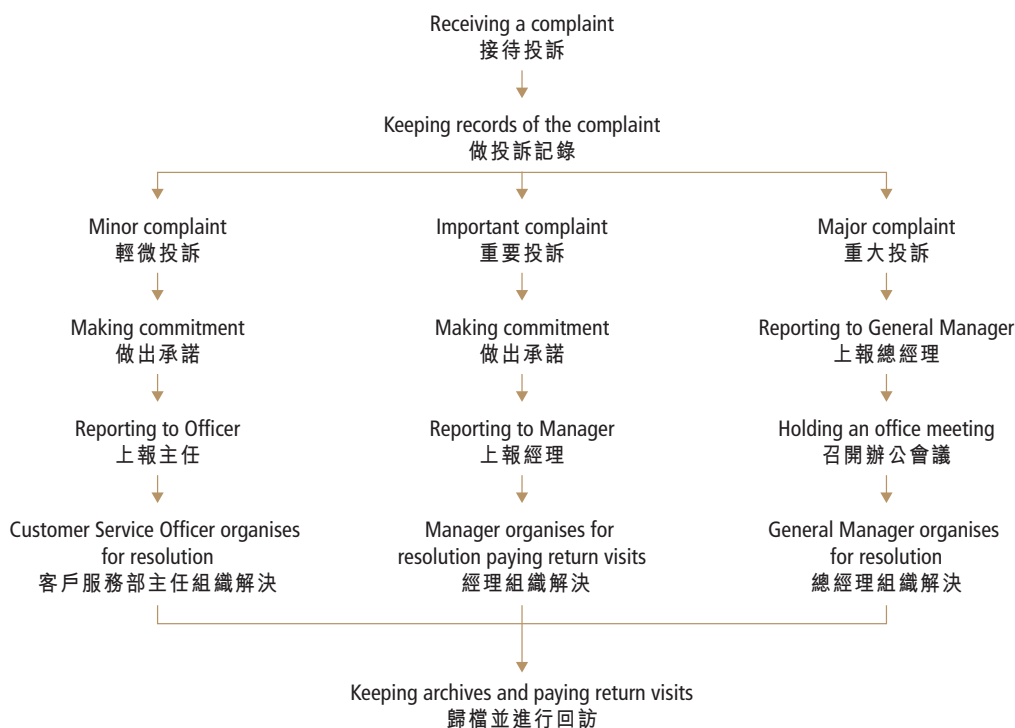 Receiving a complaint
接待投訴
Keeping records of the complaint
做投訴記錄
Minor complaint
輕微投訴
Important complaint
重要投訴
Major complaint
重大投訴
Making commitment
做出承諾
Making commitment
做出承諾
Reporting to General Manager
上報總經理
Reporting to Officer
上報主任
Reporting to Manager
上報經理
Holding an office meeting
召開辦公會議
Customer Service Officer organises
for resolution
客戶服務部主任組織解決
Manager organises for
resolution paying return visits
經理組織解決
General Manager organises
for resolution
總經理組織解決
Keeping archives and paying return visits
歸檔並進行回訪